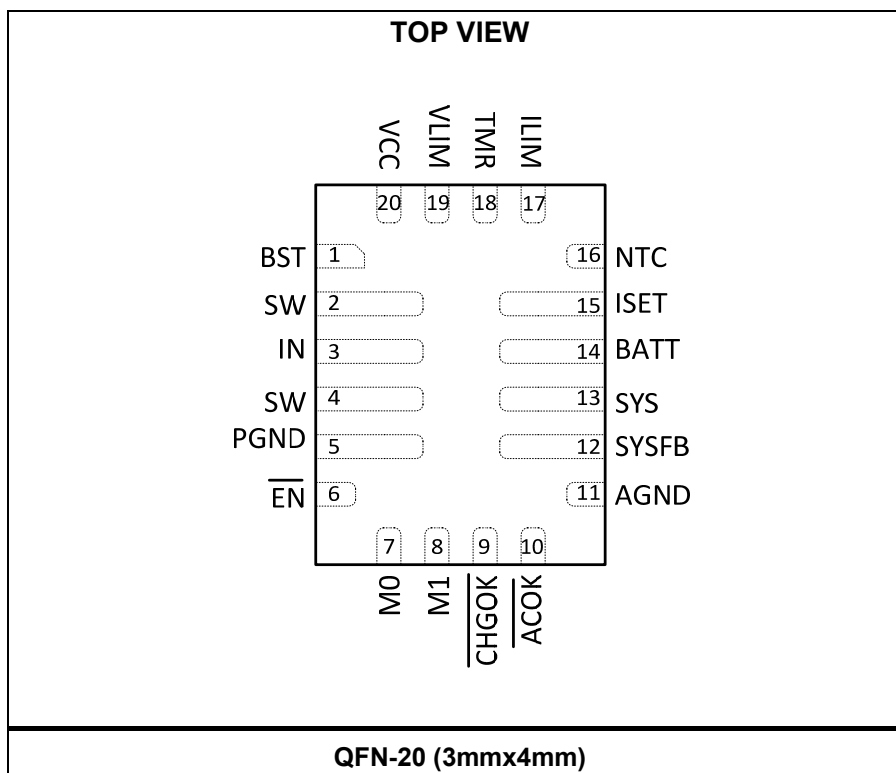 TOP VIEW
VCC
VLIM
TMR
ILIM
20
19
18
17
BST
1
16
NTC
SW
2
15
ISET
IN
3
14
BATT
SW
4
13
SYS
PGND
5
12
SYSFB
EN
6
11
AGND
7
8
9
10
M0
M1
CHGOK
ACOK
QFN-20 (3mmx4mm)